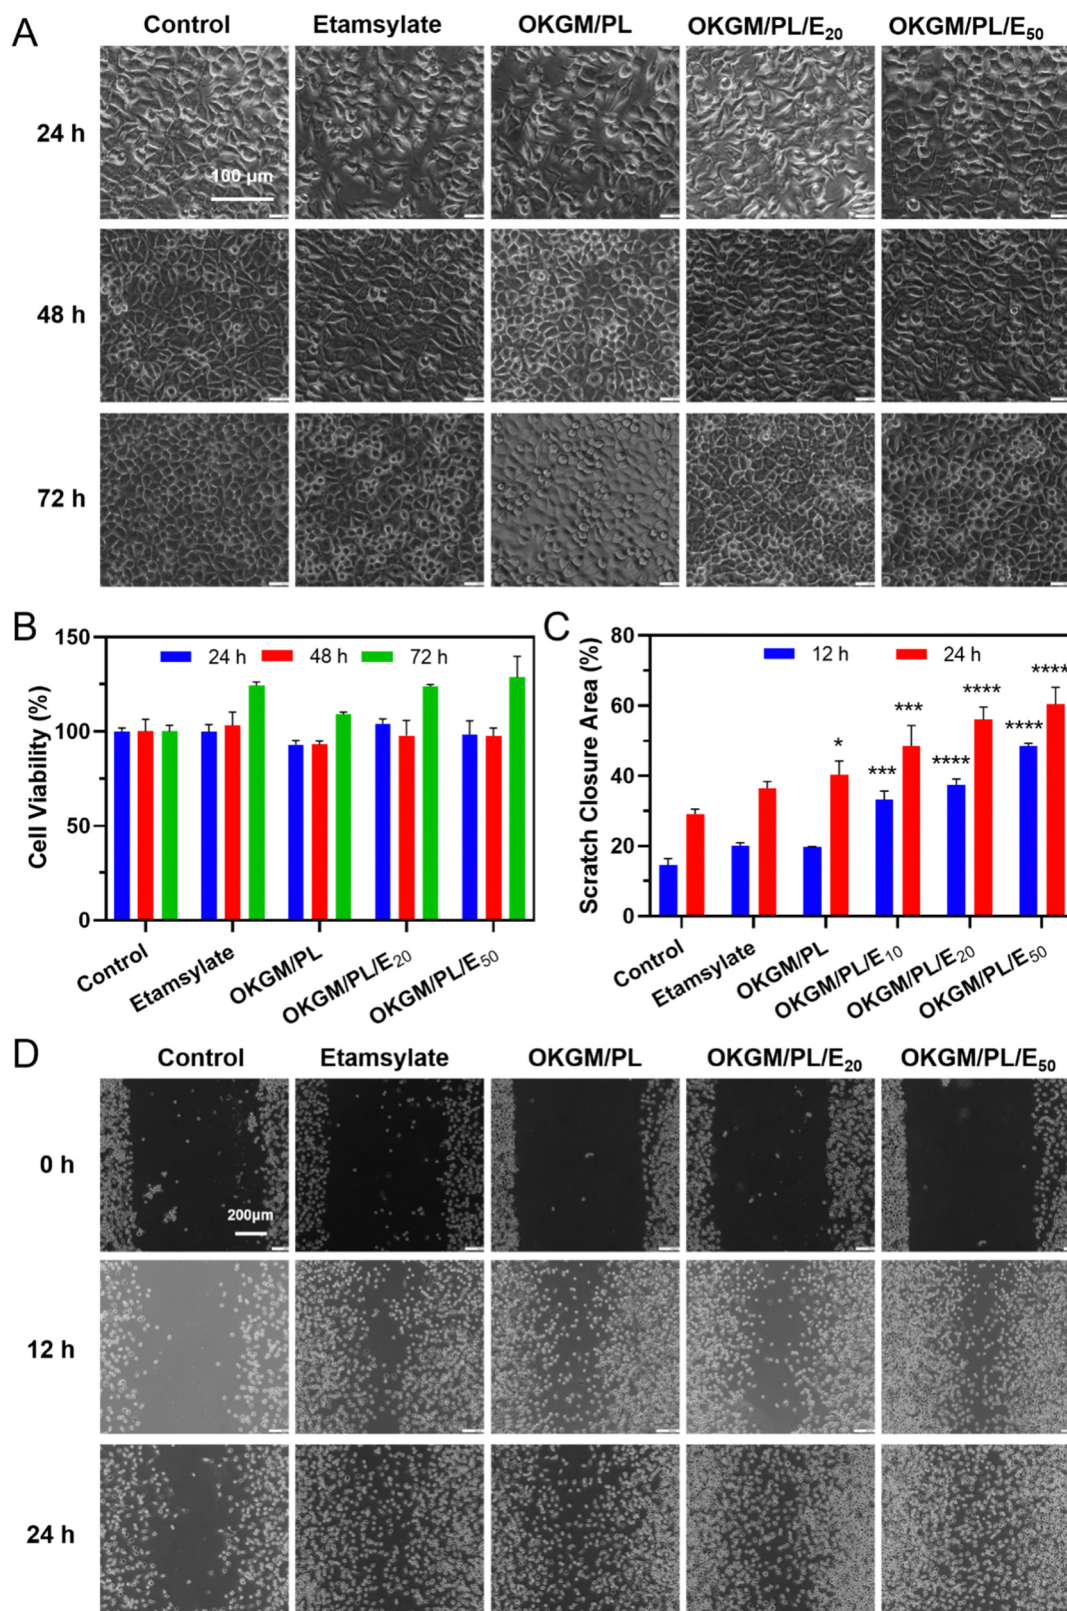 A
Control Etamsylate OKGM/PL OKGM/PL/E20 OKGM/PL/E50
24 h
100 μm
48 h
72 h
B
150
100
50
0
Cell Viability (%)
24 h 48 h 72 h
Control Etamsylate OKGM/PL OKGM/PL/E20 OKGM/PL/E50
C
80
60
40
20
0
Scratch Closure Area (%)
12 h 24 h
* *** *** **** **** **** ****
Control Etamsylate OKGM/PL OKGM/PL/E10 OKGM/PL/E20 OKGM/PL/E50
D
Control Etamsylate OKGM/PL OKGM/PL/E20 OKGM/PL/E50
0 h
200μm
12 h
24 h